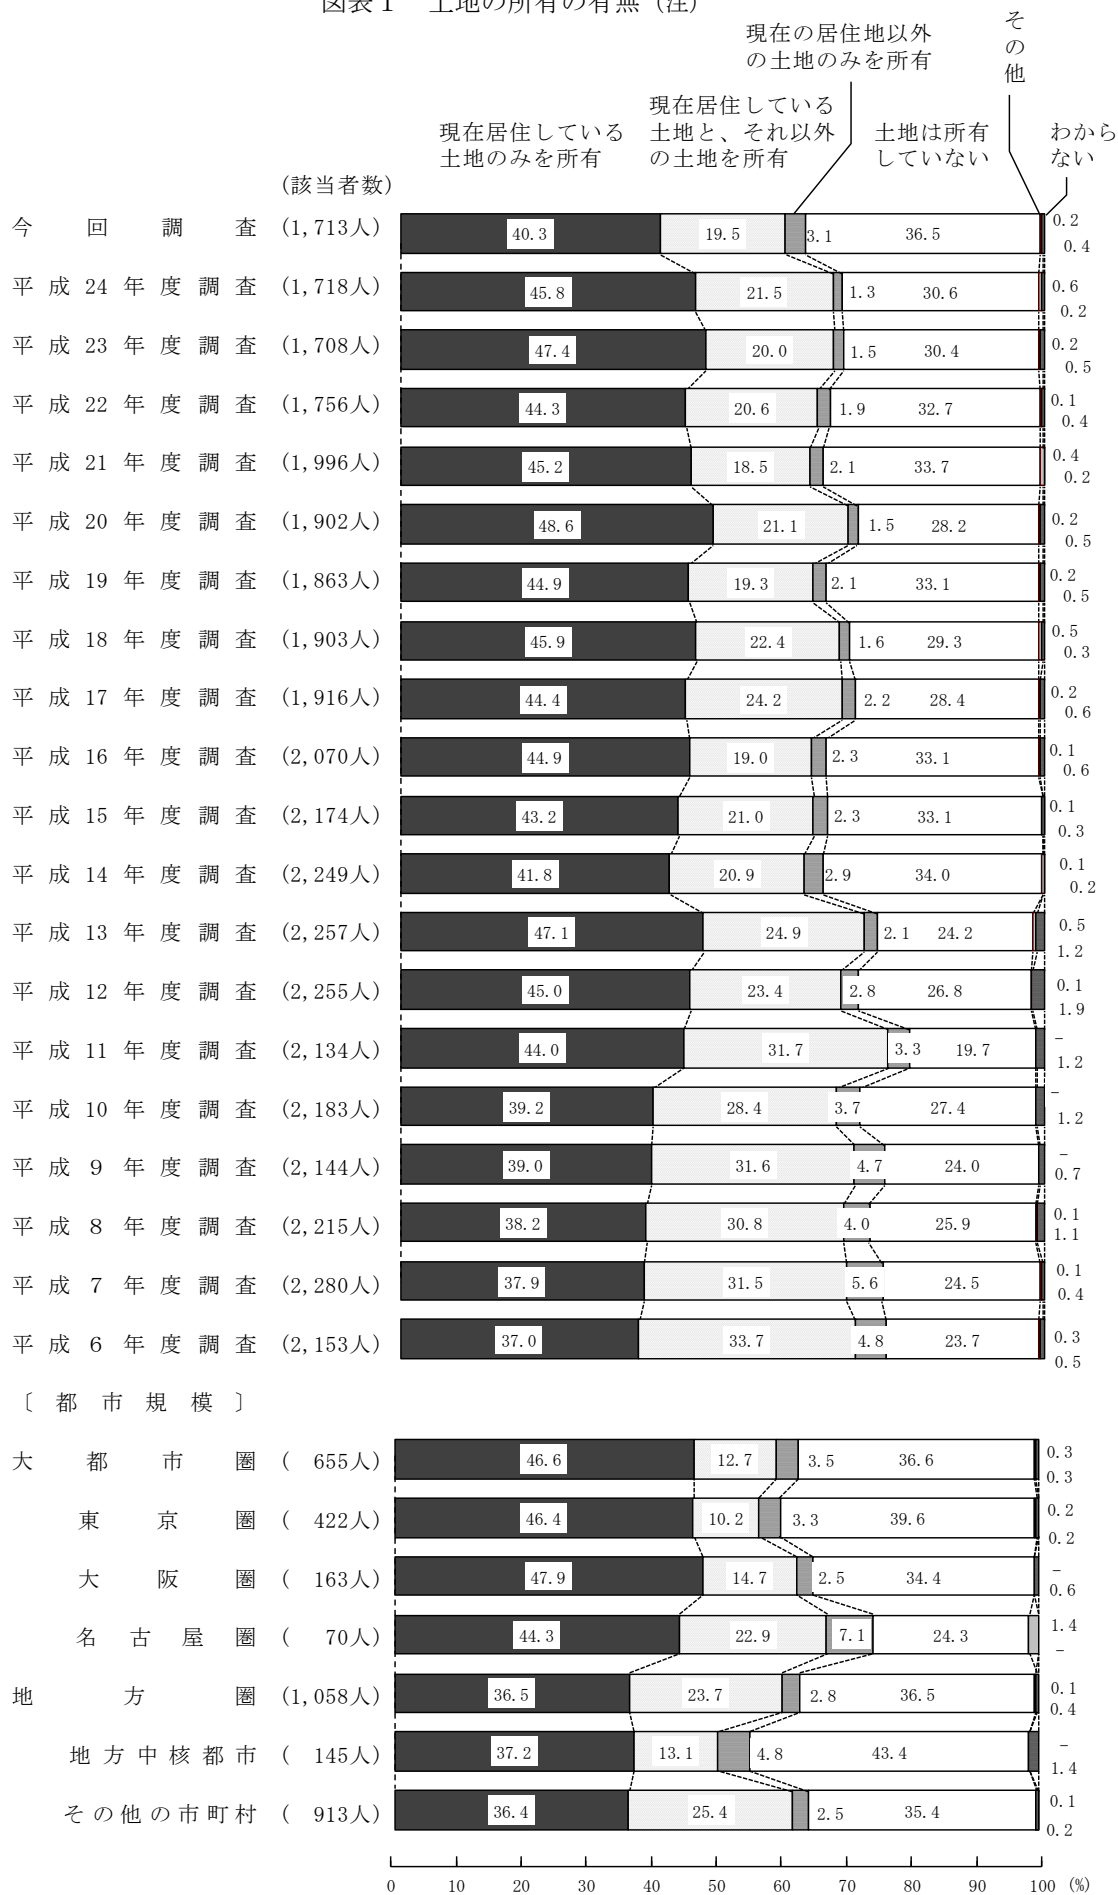 図表１　土地の所有の有無（注）
現在の居住地以外
の土地のみを所有
その他
現在居住している
土地のみを所有
現在居住している
土地と、それ以外
の土地を所有
土地は所有
していない
わから
ない
(該当者数)
今回調査 (1,713人) 40.3 19.5 3.1 36.5 0.2 0.4
平成24年度調査 (1,718人) 45.8 21.5 1.3 30.6 0.6 0.2
平成23年度調査 (1,708人) 47.4 20.0 1.5 30.4 0.2 0.5
平成22年度調査 (1,756人) 44.3 20.6 1.9 32.7 0.1 0.4
平成21年度調査 (1,996人) 45.2 18.5 2.1 33.7 0.4 0.2
平成20年度調査 (1,902人) 48.6 21.1 1.5 28.2 0.2 0.5
平成19年度調査 (1,863人) 44.9 19.3 2.1 33.1 0.2 0.5
平成18年度調査 (1,903人) 45.9 22.4 1.6 29.3 0.5 0.3
平成17年度調査 (1,916人) 44.4 24.2 2.2 28.4 0.2 0.6
平成16年度調査 (2,070人) 44.9 19.0 2.3 33.1 0.1 0.6
平成15年度調査 (2,174人) 43.2 21.0 2.3 33.1 0.1 0.3
平成14年度調査 (2,249人) 41.8 20.9 2.9 34.0 0.1 0.2
平成13年度調査 (2,257人) 47.1 24.9 2.1 24.2 0.5 1.2
平成12年度調査 (2,255人) 45.0 23.4 2.8 26.8 0.1 1.9
平成11年度調査 (2,134人) 44.0 31.7 3.3 19.7 － 1.2
平成10年度調査 (2,183人) 39.2 28.4 3.7 27.4 － 1.2
平成９年度調査 (2,144人) 39.0 31.6 4.7 24.0 － 0.7
平成８年度調査 (2,215人) 38.2 30.8 4.0 25.9 0.1 1.1
平成７年度調査 (2,280人) 37.9 31.5 5.6 24.5 0.1 0.4
平成６年度調査 (2,153人) 37.0 33.7 4.8 23.7 0.3 0.5
〔都市規模〕
大都市圏 (　655人) 46.6 12.7 3.5 36.6 0.3 0.3
東京圏 (　422人) 46.4 10.2 3.3 39.6 0.2 0.2
大阪圏 (　163人) 47.9 14.7 2.5 34.4 － 0.6
名古屋圏 (　70人) 44.3 22.9 7.1 24.3 1.4 －
地方圏 (1,058人) 36.5 23.7 2.8 36.5 0.1 0.4
地方中核都市 (　145人) 37.2 13.1 4.8 43.4 － 1.4
その他の市町村 (　913人) 36.4 25.4 2.5 35.4 0.1 0.2
0 10 20 30 40 50 60 70 80 90 100 (%)